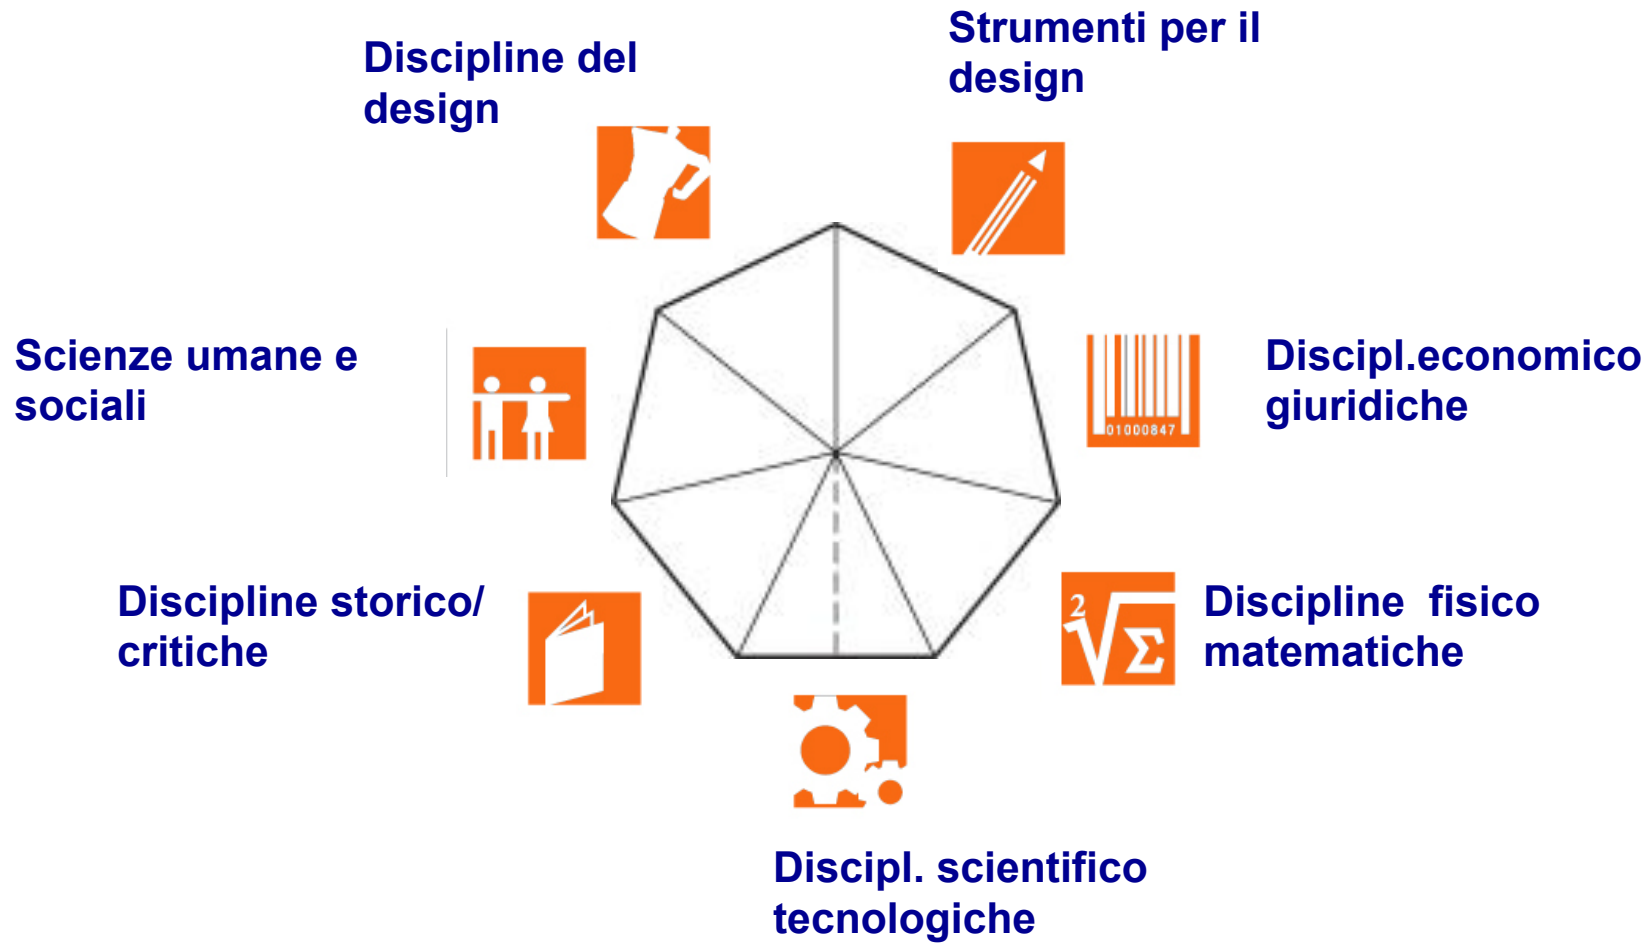 Discipline del
design
Strumenti per il
design
Scienze umane e
sociali
01000847
Discipl.economico
giuridiche
Discipline storico/
critiche
2
√Σ
Discipline  fisico
matematiche
Discipl. scientifico
tecnologiche